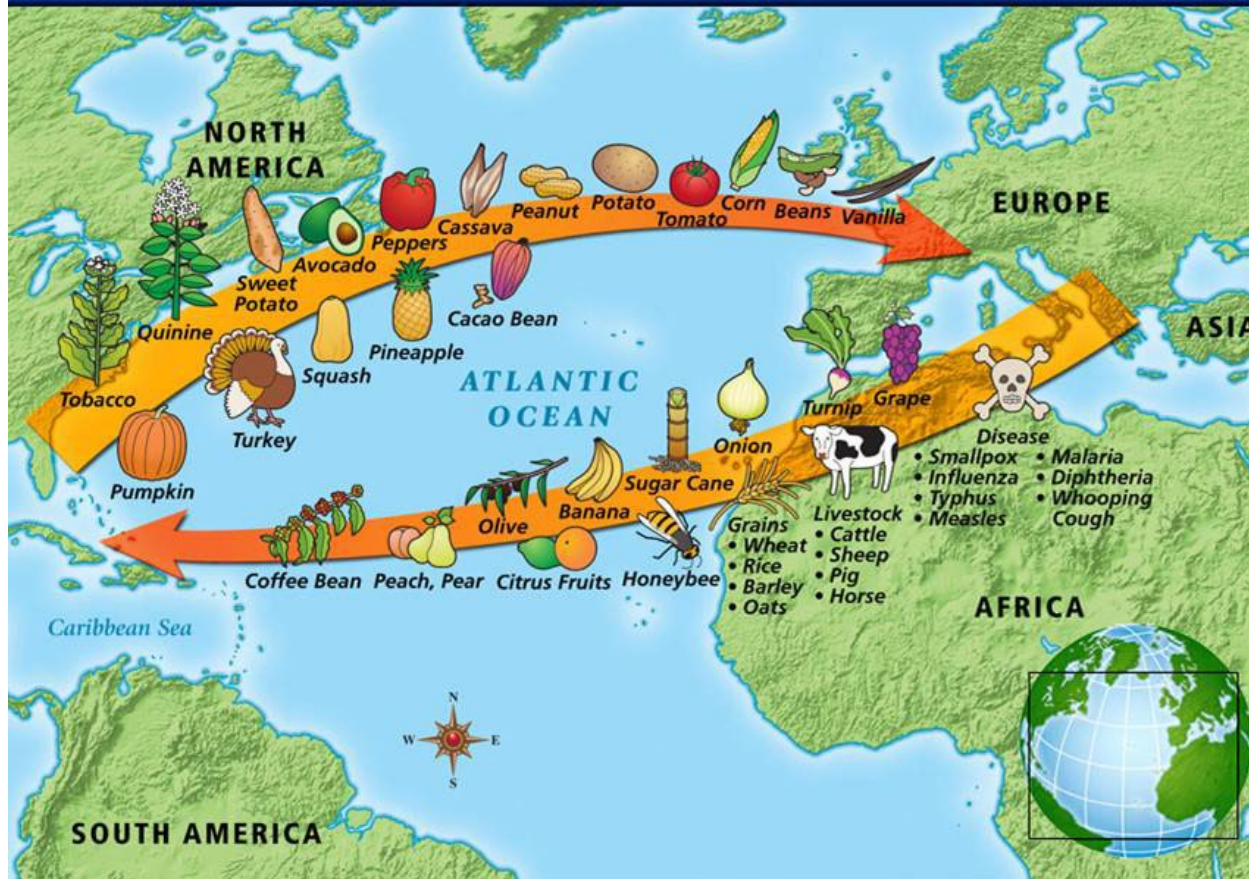 NORTH
AMERICA
EUROPE
ASIA
Tobacco
Quinine
Sweet
Potato
Avocado
Peppers
Cassava
Peanut
Potato
Tomato
Corn
Beans
Vanilla
Pumpkin
Turkey
Squash
Pineapple
Cacao Bean
ATLANTIC
OCEAN
Coffee Bean
Peach, Pear
Olive
Citrus Fruits
Banana
Honeybee
Sugar Cane
Onion
Turnip
Grape
Grains
• Wheat
• Rice
• Barley
• Oats
Livestock
• Cattle
• Sheep
• Pig
• Horse
Disease
• Smallpox
• Influenza
• Typhus
• Measles
• Malaria
• Diphtheria
• Whooping
Cough
AFRICA
Caribbean Sea
N
W
E
S
SOUTH AMERICA